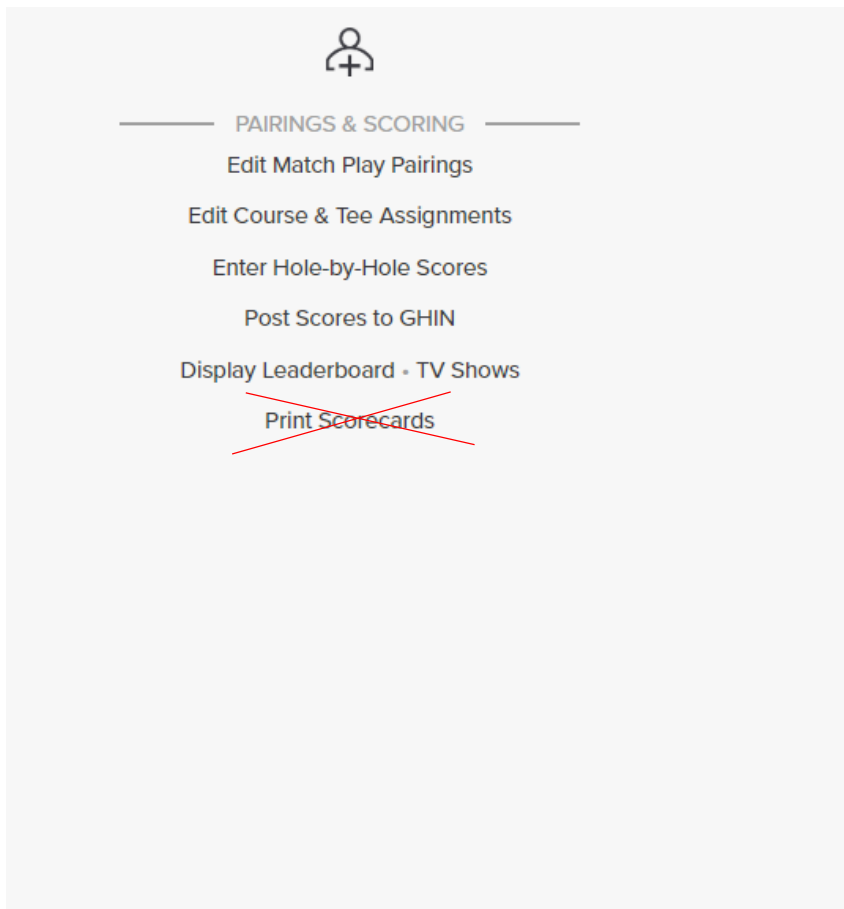 PAIRINGS & SCORING
Edit Match Play Pairings
Edit Course & Tee Assignments
Enter Hole-by-Hole Scores
Post Scores to GHIN
Display Leaderboard • TV Shows
Print Scorecards